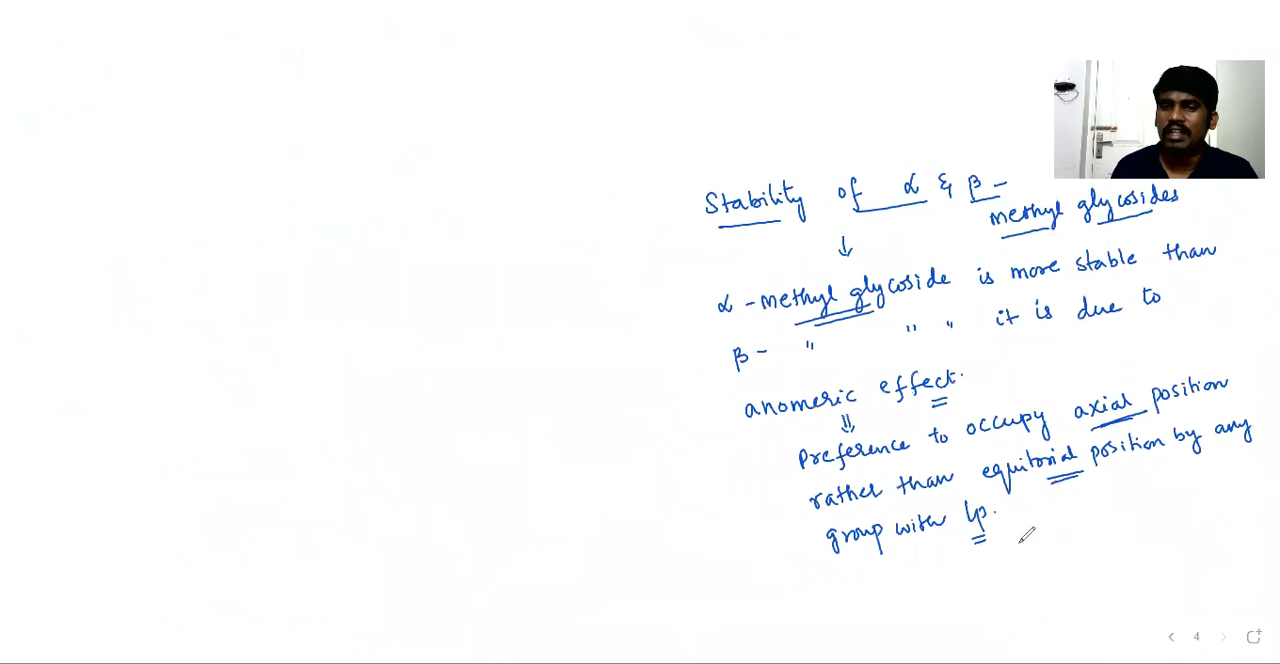 Stability of α & β-
methyl glycosides
↓
α-methyl glycoside is more stable than
β- " " " it is due to
anomeric effect.
⇓
Preference to occupy axial position
rather than equitorial position by any
group with lp.
< 4 >